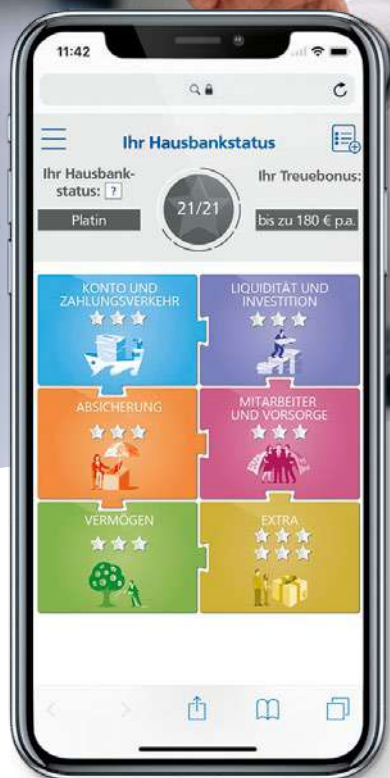 11:42
Ihr Hausbankstatus
Ihr Hausbank-
status: ?
Platin
21/21
Ihr Treuebonus:
bis zu 180 € p.a.
KONTO UND
ZAHLUNGSVERKEHR
LIQUIDITÄT UND
INVESTITION
ABSICHERUNG
MITARBEITER
UND VORSORGE
VERMÖGEN
EXTRA